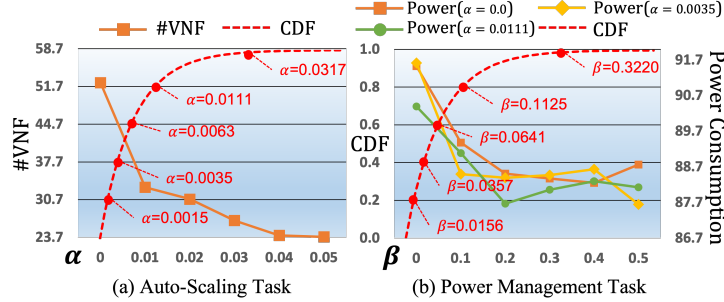 #VNF CDF
Power(α = 0.0) Power(α = 0.0035)
Power(α = 0.0111) CDF
58.7 1.0 91.7
51.7 0.8 90.7
44.7 0.6 89.7
37.7 0.4 88.7
30.7 0.2 87.7
23.7 0.0 86.7
#VNF
α=0.0317
α=0.0111
α=0.0063
α=0.0035
α=0.0015
α 0 0.01 0.02 0.03 0.04 0.05
(a) Auto-Scaling Task
CDF
β=0.3220
β=0.1125
β=0.0641
β=0.0357
β=0.0156
Power Consumption
β 0 0.1 0.2 0.3 0.4 0.5
(b) Power Management Task